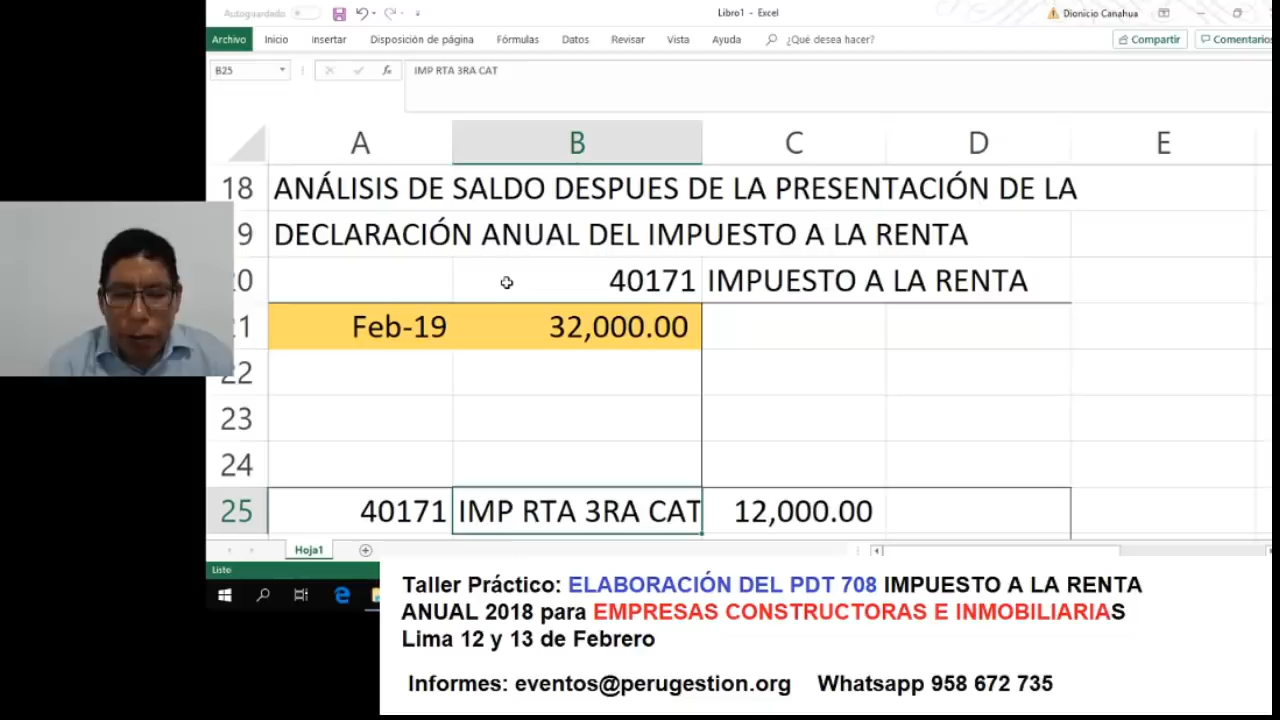 Autoguardado
Libro1 - Excel
Dionicio Canahua
Archivo Inicio Insertar Disposición de página Fórmulas Datos Revisar Vista Ayuda ¿Qué desea hacer? Compartir Comentarios
B25 fx IMP RTA 3RA CAT
A B C D E
18 ANÁLISIS DE SALDO DESPUES DE LA PRESENTACIÓN DE LA
9 DECLARACIÓN ANUAL DEL IMPUESTO A LA RENTA
0 40171 IMPUESTO A LA RENTA
1 Feb-19 32,000.00
22
23
24
25 40171 IMP RTA 3RA CAT 12,000.00
Hoja1
Listo
Taller Práctico: ELABORACIÓN DEL PDT 708 IMPUESTO A LA RENTA
ANUAL 2018 para EMPRESAS CONSTRUCTORAS E INMOBILIARIAS
Lima 12 y 13 de Febrero
Informes: eventos@perugestion.org Whatsapp 958 672 735